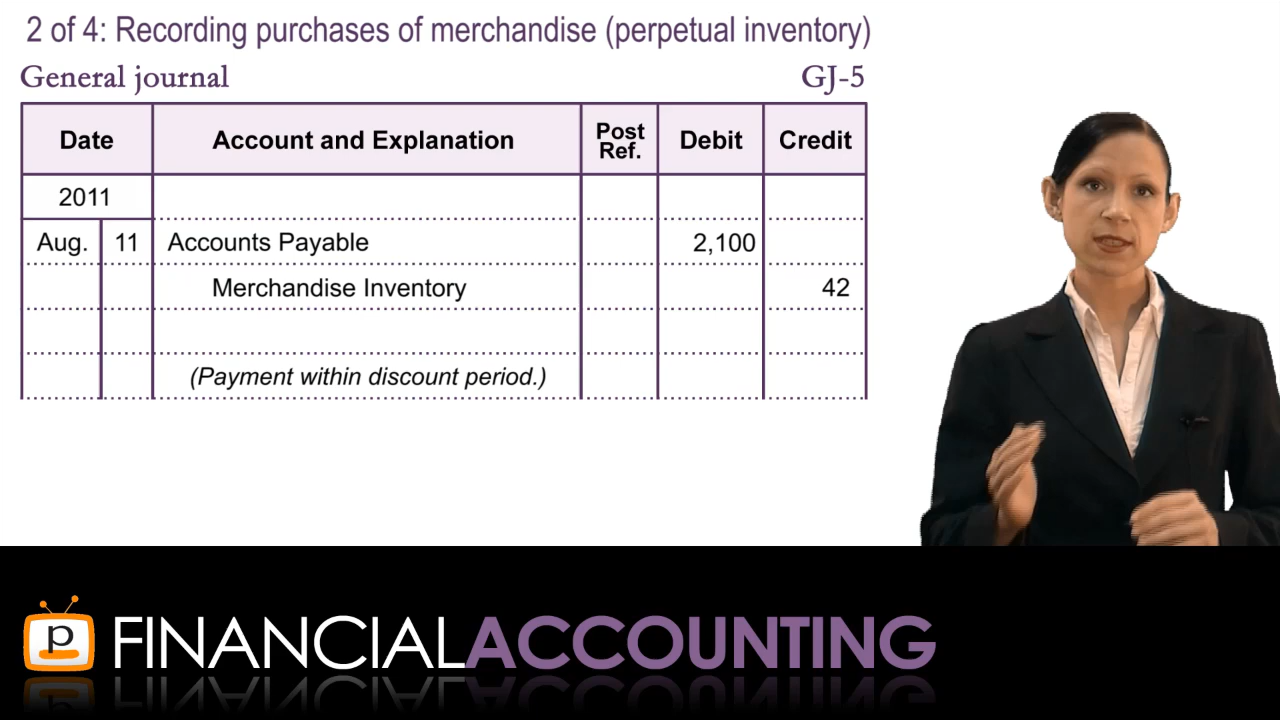 2 of 4: Recording purchases of merchandise (perpetual inventory)
General journal GJ-5
Date Account and Explanation Post Ref. Debit Credit
2011
Aug. 11 Accounts Payable 2,100
Merchandise Inventory 42
(Payment within discount period.)
p FINANCIALACCOUNTING